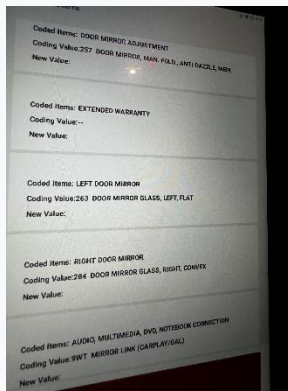 Coded Items: DOOR MIRROR ADJUSTMENT
Coding Value:257 DOOR MIRROR, MAN. FOLD., ANTI DAZZLE, MEM.
New Value:
Coded Items: EXTENDED WARRANTY
Coding Value:--
New Value:
Coded Items: LEFT DOOR MIRROR
Coding Value:263 DOOR MIRROR GLASS, LEFT, FLAT
New Value:
Coded Items: RIGHT DOOR MIRROR
Coding Value:284 DOOR MIRROR GLASS, RIGHT, CONVEX
New Value:
Coded Items: AUDIO, MULTIMEDIA, DVD, NOTEBOOK CONNECTION
Coding Value:9WT MIRROR LINK (CARPLAY/GAL)
New Value: